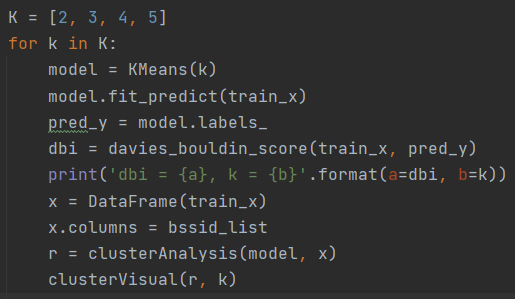 K = [2, 3, 4, 5]
for k in K:
    model = KMeans(k)
    model.fit_predict(train_x)
    pred_y = model.labels_
    dbi = davies_bouldin_score(train_x, pred_y)
    print('dbi = {a}, k = {b}'.format(a=dbi, b=k))
    x = DataFrame(train_x)
    x.columns = bssid_list
    r = clusterAnalysis(model, x)
    clusterVisual(r, k)